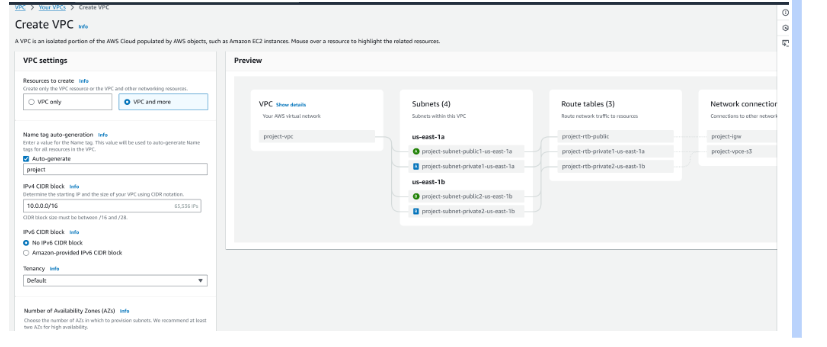 VPC > Your VPCs > Create VPC
Create VPC Info
A VPC is an isolated portion of the AWS Cloud populated by AWS objects, such as Amazon EC2 instances. Mouse over a resource to highlight the related resources.
VPC settings
Resources to create Info
Create only the VPC resource or the VPC and other networking resources.
VPC only
VPC and more
Name tag auto-generation Info
Enter a value for the Name tag. This value will be used to auto-generate Name
tags for all resources in the VPC.
Auto-generate
project
IPv4 CIDR block Info
Determine the starting IP and the size of your VPC using CIDR notation.
10.0.0.0/16 65,536 IPs
CIDR block size must be between /16 and /28.
IPv6 CIDR block Info
No IPv6 CIDR block
Amazon-provided IPv6 CIDR block
Tenancy Info
Default
Number of Availability Zones (AZs) Info
Choose the number of AZs in which to provision subnets. We recommend at least
two AZs for high availability.
Preview
VPC Show details
Your AWS virtual network
project-vpc
Subnets (4)
Subnets within this VPC
us-east-1a
project-subnet-public1-us-east-1a
project-subnet-private1-us-east-1a
us-east-1b
project-subnet-public2-us-east-1b
project-subnet-private2-us-east-1b
Route tables (3)
Route network traffic to resources
project-rtb-public
project-rtb-private1-us-east-1a
project-rtb-private2-us-east-1b
Network connection
Connections to other network
project-igw
project-vpce-s3